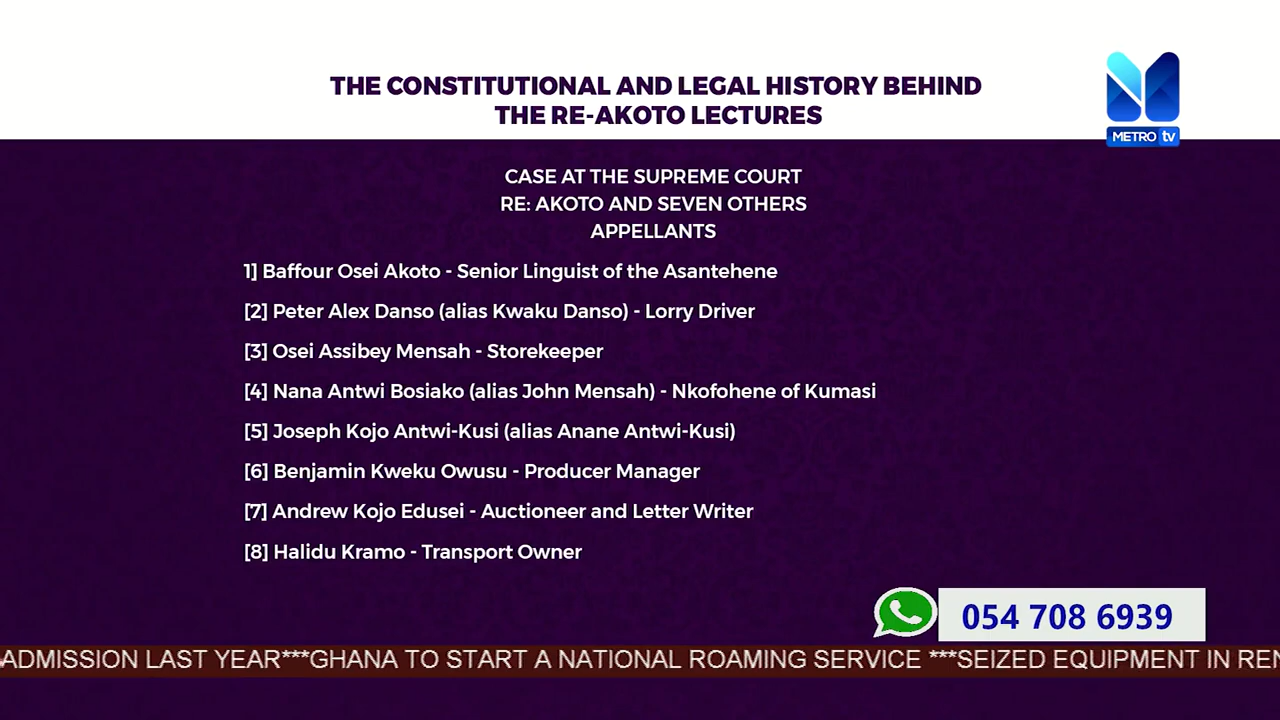 THE CONSTITUTIONAL AND LEGAL HISTORY BEHIND
THE RE-AKOTO LECTURES
METRO tv
CASE AT THE SUPREME COURT
RE: AKOTO AND SEVEN OTHERS
APPELLANTS
1] Baffour Osei Akoto - Senior Linguist of the Asantehene
[2] Peter Alex Danso (alias Kwaku Danso) - Lorry Driver
[3] Osei Assibey Mensah - Storekeeper
[4] Nana Antwi Bosiako (alias John Mensah) - Nkofohene of Kumasi
[5] Joseph Kojo Antwi-Kusi (alias Anane Antwi-Kusi)
[6] Benjamin Kweku Owusu - Producer Manager
[7] Andrew Kojo Edusei - Auctioneer and Letter Writer
[8] Halidu Kramo - Transport Owner
054 708 6939
ADMISSION LAST YEAR***GHANA TO START A NATIONAL ROAMING SERVICE ***SEIZED EQUIPMENT IN REN